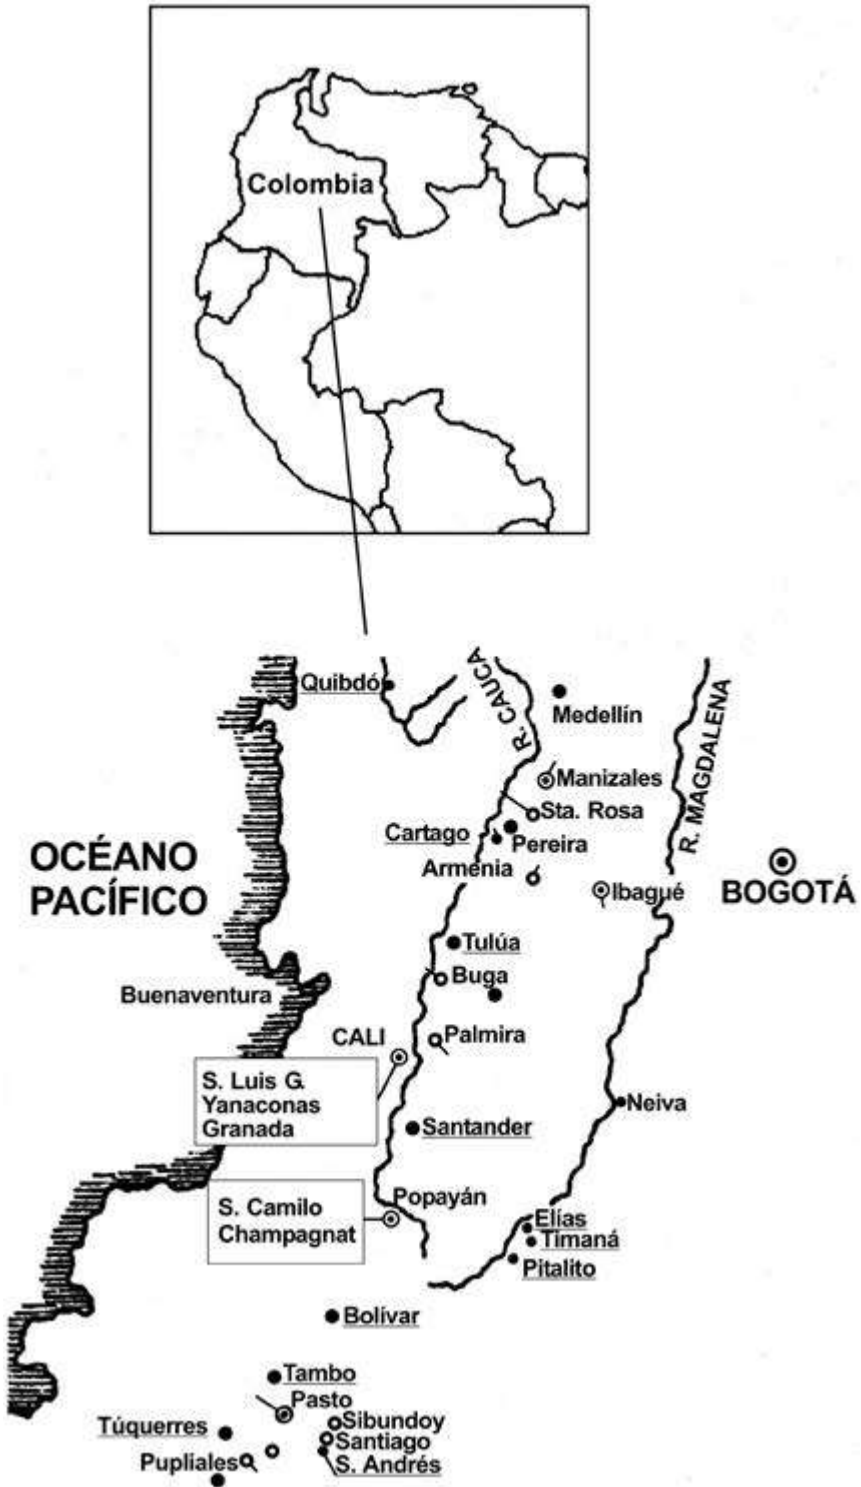 Colombia
Quibdó
R. CAUCA
Medellín
R. MAGDALENA
Manizales
Sta. Rosa
Cartago
Pereira
OCÉANO
PACÍFICO
Armenia
Ibagué
BOGOTÁ
Tulúa
Buga
Buenaventura
CALI
Palmira
S. Luis G.
Yanaconas
Granada
Neiva
Santander
Popayán
S. Camilo
Champagnat
Elías
Timaná
Pitalito
Bolívar
Tambo
Pasto
Túquerres
Sibundoy
Santiago
Pupliales
S. Andrés